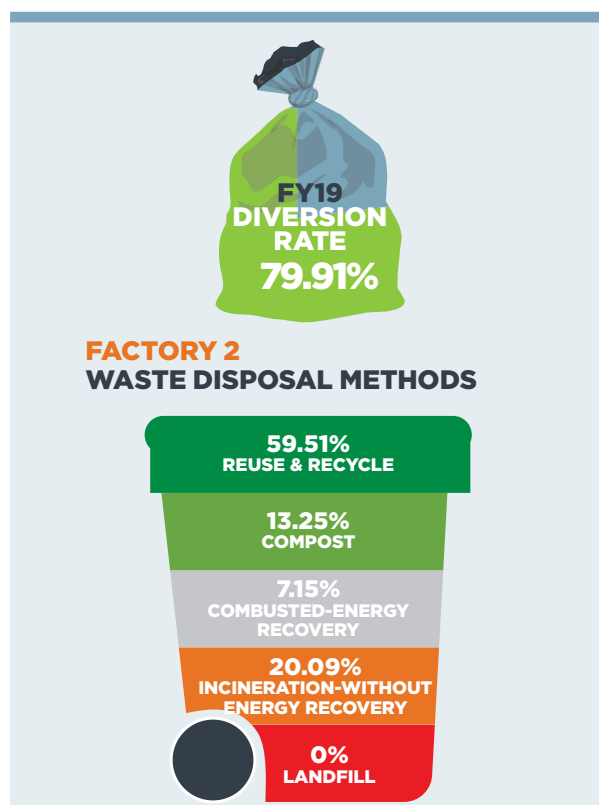 FY19
DIVERSION
RATE
79.91%
FACTORY 2
WASTE DISPOSAL METHODS
59.51%
REUSE & RECYCLE
13.25%
COMPOST
7.15%
COMBUSTED-ENERGY
RECOVERY
20.09%
INCINERATION-WITHOUT
ENERGY RECOVERY
0%
LANDFILL